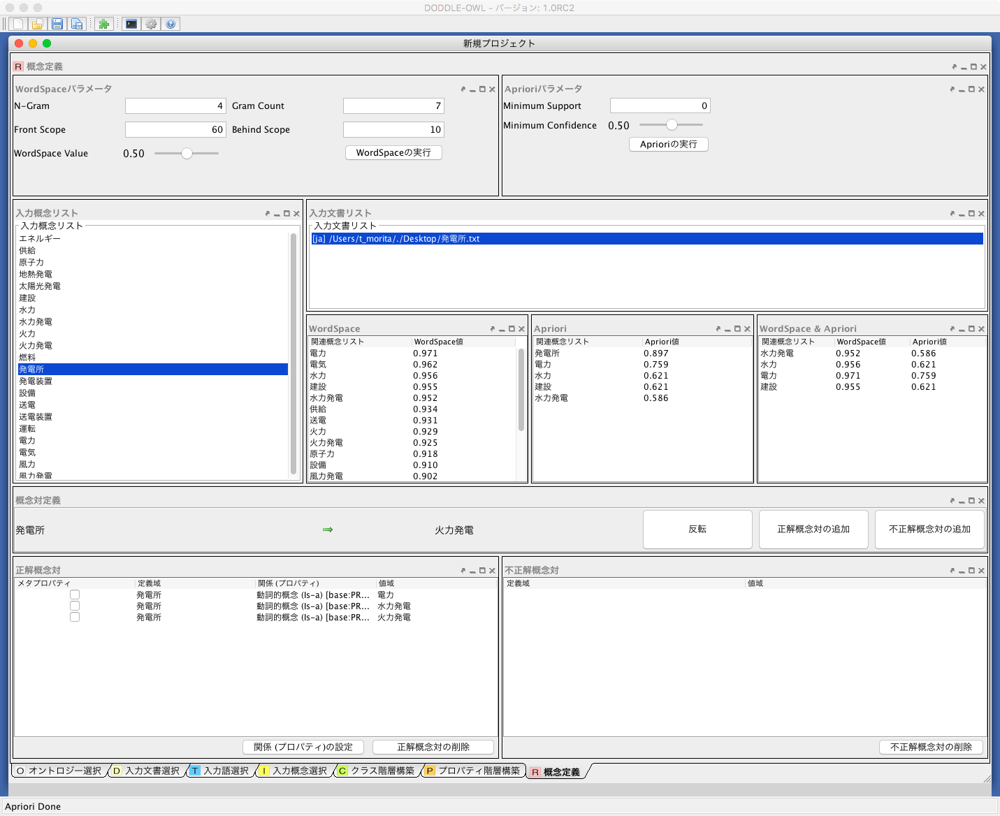 DODDLE-OWL - バージョン: 1.0RC2
新規プロジェクト
R 概念定義
WordSpaceパラメータ
N-Gram 4 Gram Count 7
Front Scope 60 Behind Scope 10
WordSpace Value 0.50 WordSpaceの実行
Aprioriパラメータ
Minimum Support 0
Minimum Confidence 0.50
Aprioriの実行
入力概念リスト
入力概念リスト
エネルギー
供給
原子力
地熱発電
太陽光発電
建設
水力
水力発電
火力
火力発電
燃料
発電所
発電装置
設備
送電
送電装置
運転
電力
電気
風力
風力発電
入力文書リスト
入力文書リスト
[ja] /Users/t_morita/./Desktop/発電所.txt
WordSpace
関連概念リスト WordSpace値
電力 0.971
電気 0.962
水力 0.956
建設 0.955
水力発電 0.952
供給 0.934
送電 0.931
火力 0.929
火力発電 0.925
原子力 0.918
設備 0.910
風力発電 0.902
Apriori
関連概念リスト Apriori値
発電所 0.897
電力 0.759
水力 0.621
建設 0.621
水力発電 0.586
WordSpace & Apriori
関連概念リスト WordSpace値 Apriori値
水力発電 0.952 0.586
水力 0.956 0.621
電力 0.971 0.759
建設 0.955 0.621
概念対定義
発電所 火力発電 反転 正解概念対の追加 不正解概念対の追加
正解概念対
メタプロパティ 定義域 関係 (プロパティ) 値域
発電所 動詞的概念 (Is-a) [base:PR... 電力
発電所 動詞的概念 (Is-a) [base:PR... 水力発電
発電所 動詞的概念 (Is-a) [base:PR... 火力発電
関係 (プロパティ)の設定 正解概念対の削除
不正解概念対
定義域 値域
不正解概念対の削除
O オントロジー選択 D 入力文書選択 T 入力語選択 I 入力概念選択 C クラス階層構築 P プロパティ階層構築 R 概念定義
Apriori Done